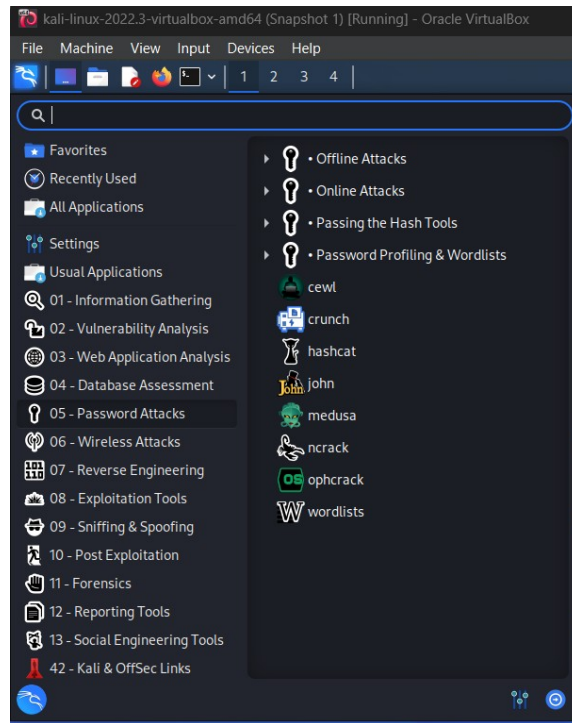 kali-linux-2022.3-virtualbox-amd64 (Snapshot 1) [Running] - Oracle VirtualBox
File Machine View Input Devices Help
1 2 3 4
Favorites
Recently Used
All Applications
Settings
Usual Applications
01 - Information Gathering
02 - Vulnerability Analysis
03 - Web Application Analysis
04 - Database Assessment
05 - Password Attacks
06 - Wireless Attacks
07 - Reverse Engineering
08 - Exploitation Tools
09 - Sniffing & Spoofing
10 - Post Exploitation
11 - Forensics
12 - Reporting Tools
13 - Social Engineering Tools
42 - Kali & OffSec Links
• Offline Attacks
• Online Attacks
• Passing the Hash Tools
• Password Profiling & Wordlists
cewl
crunch
hashcat
john
medusa
ncrack
ophcrack
wordlists